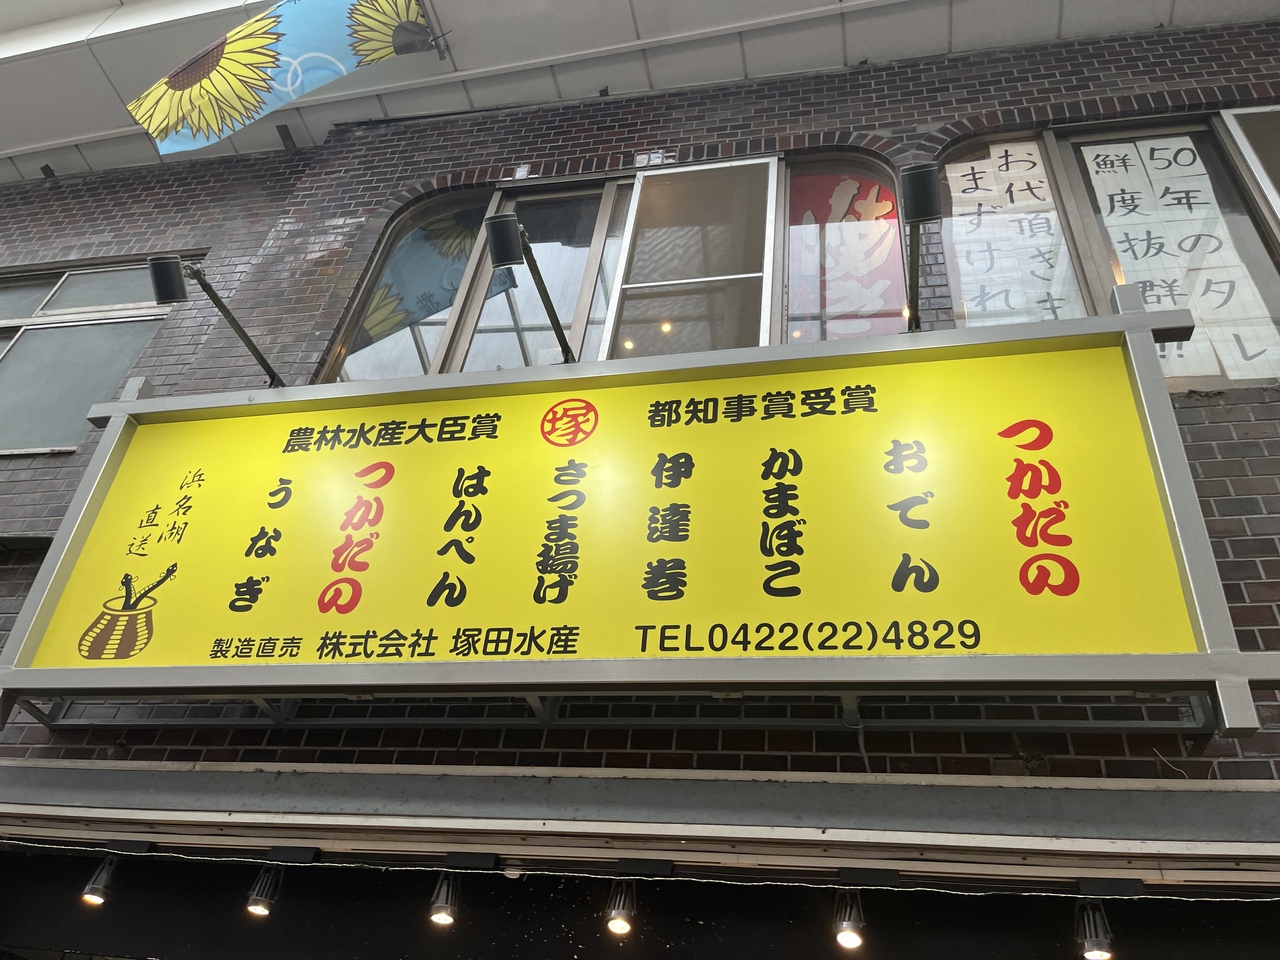 50年のタレ
鮮度抜群!!
お代頂きま
まずけれ
農林水産大臣賞
塚
都知事賞受賞
つかだの
おでん
かまぼこ
伊達巻
さつま揚げ
はんぺん
つかだの
うなぎ
浜名湖
直送
製造直売 株式会社 塚田水産 TEL0422(22)4829